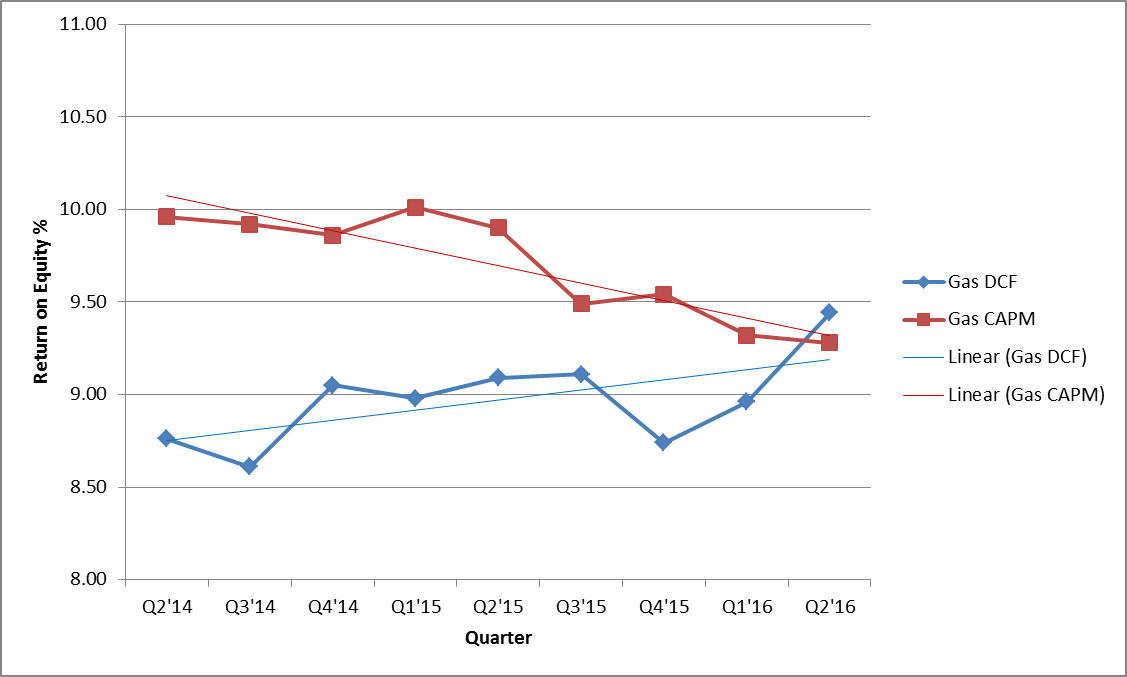 11.00
10.50
10.00
9.50
9.00
8.50
8.00
Return on Equity %
Q2'14 Q3'14 Q4'14 Q1'15 Q2'15 Q3'15 Q4'15 Q1'16 Q2'16
Quarter
Gas DCF
Gas CAPM
Linear (Gas DCF)
Linear (Gas CAPM)